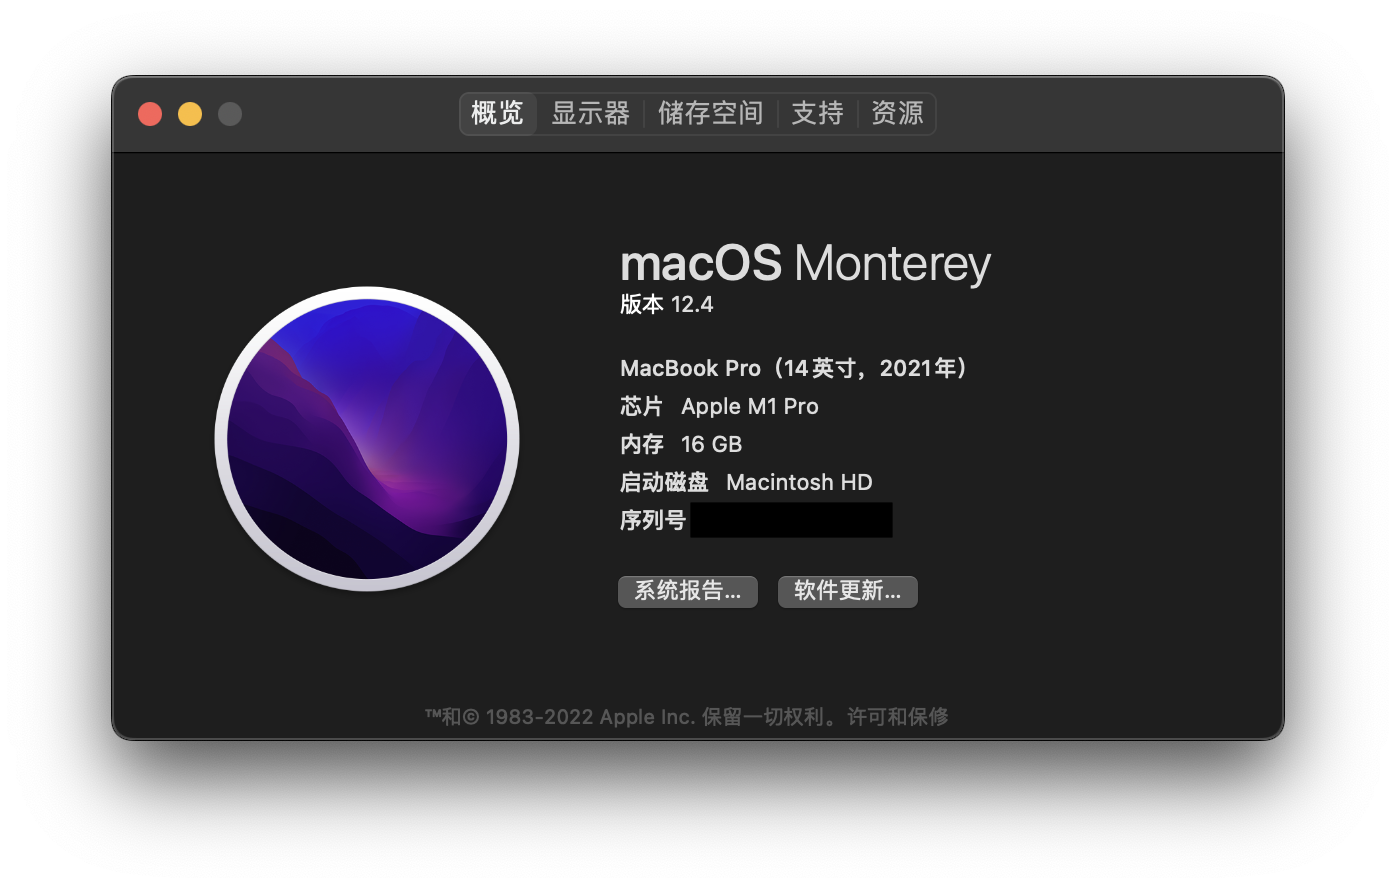 概览 显示器 储存空间 支持 资源
macOS Monterey
版本 12.4
MacBook Pro（14英寸，2021年）
芯片 Apple M1 Pro
内存 16 GB
启动磁盘 Macintosh HD
序列号
系统报告... 软件更新...
™和© 1983-2022 Apple Inc. 保留一切权利。许可和保修